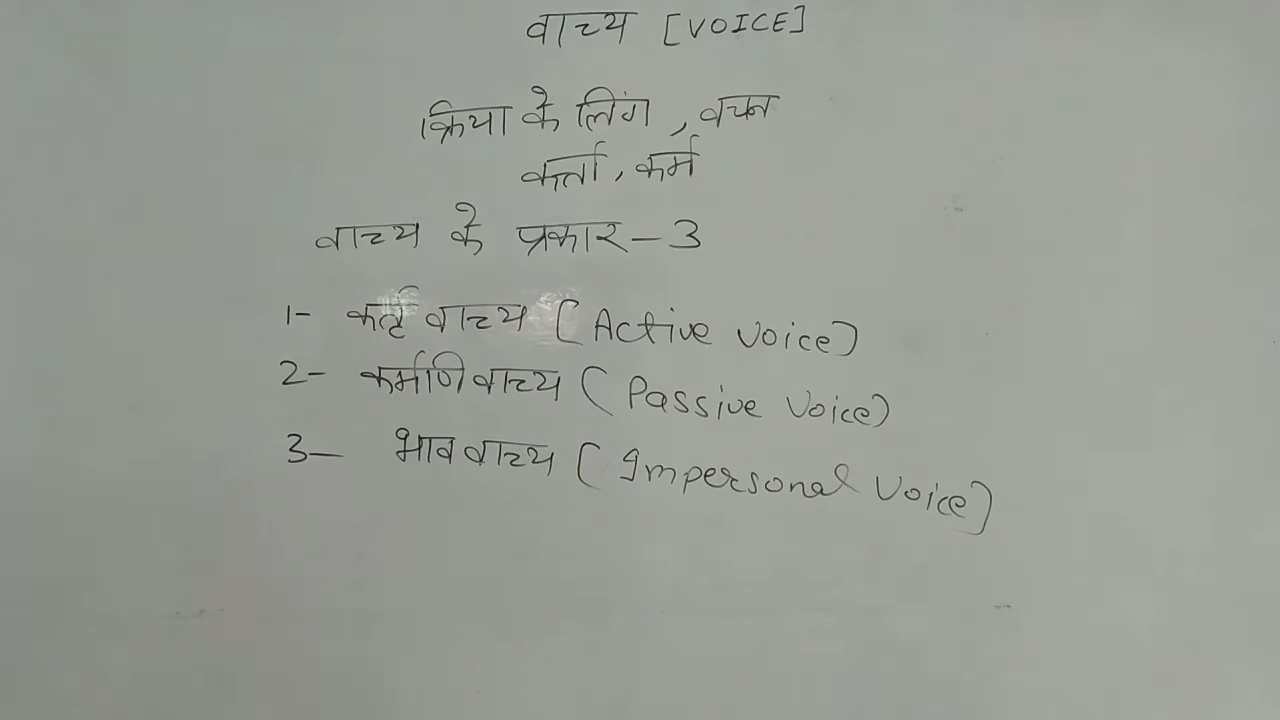 वाच्य [VOICE]
क्रिया के लिंग, वचन
कर्त्ता, कर्म
वाच्य के प्रकार-3
1- कर्तृ वाच्य (Active Voice)
2- कर्मणि वाच्य (Passive Voice)
3- भाव वाच्य (Impersonal Voice)